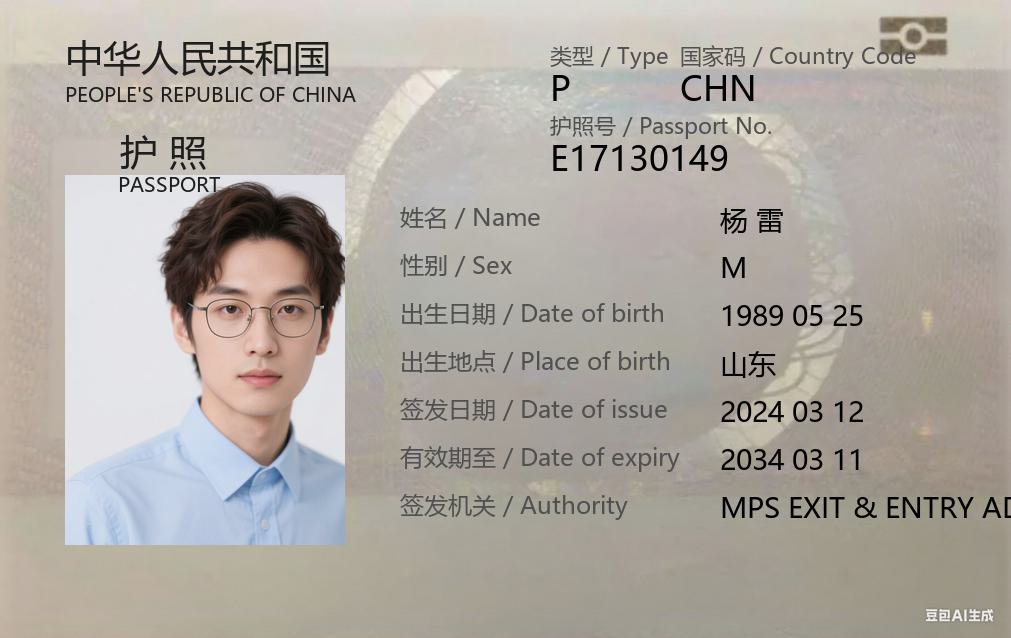 中华人民共和国
PEOPLE'S REPUBLIC OF CHINA
护 照
PASSPORT
类型 / Type 国家码 / Country Code
P CHN
护照号 / Passport No.
E17130149
姓名 / Name 杨 雷
性别 / Sex M
出生日期 / Date of birth 1989 05 25
出生地点 / Place of birth 山东
签发日期 / Date of issue 2024 03 12
有效期至 / Date of expiry 2034 03 11
签发机关 / Authority MPS EXIT & ENTRY AD
豆包AI生成